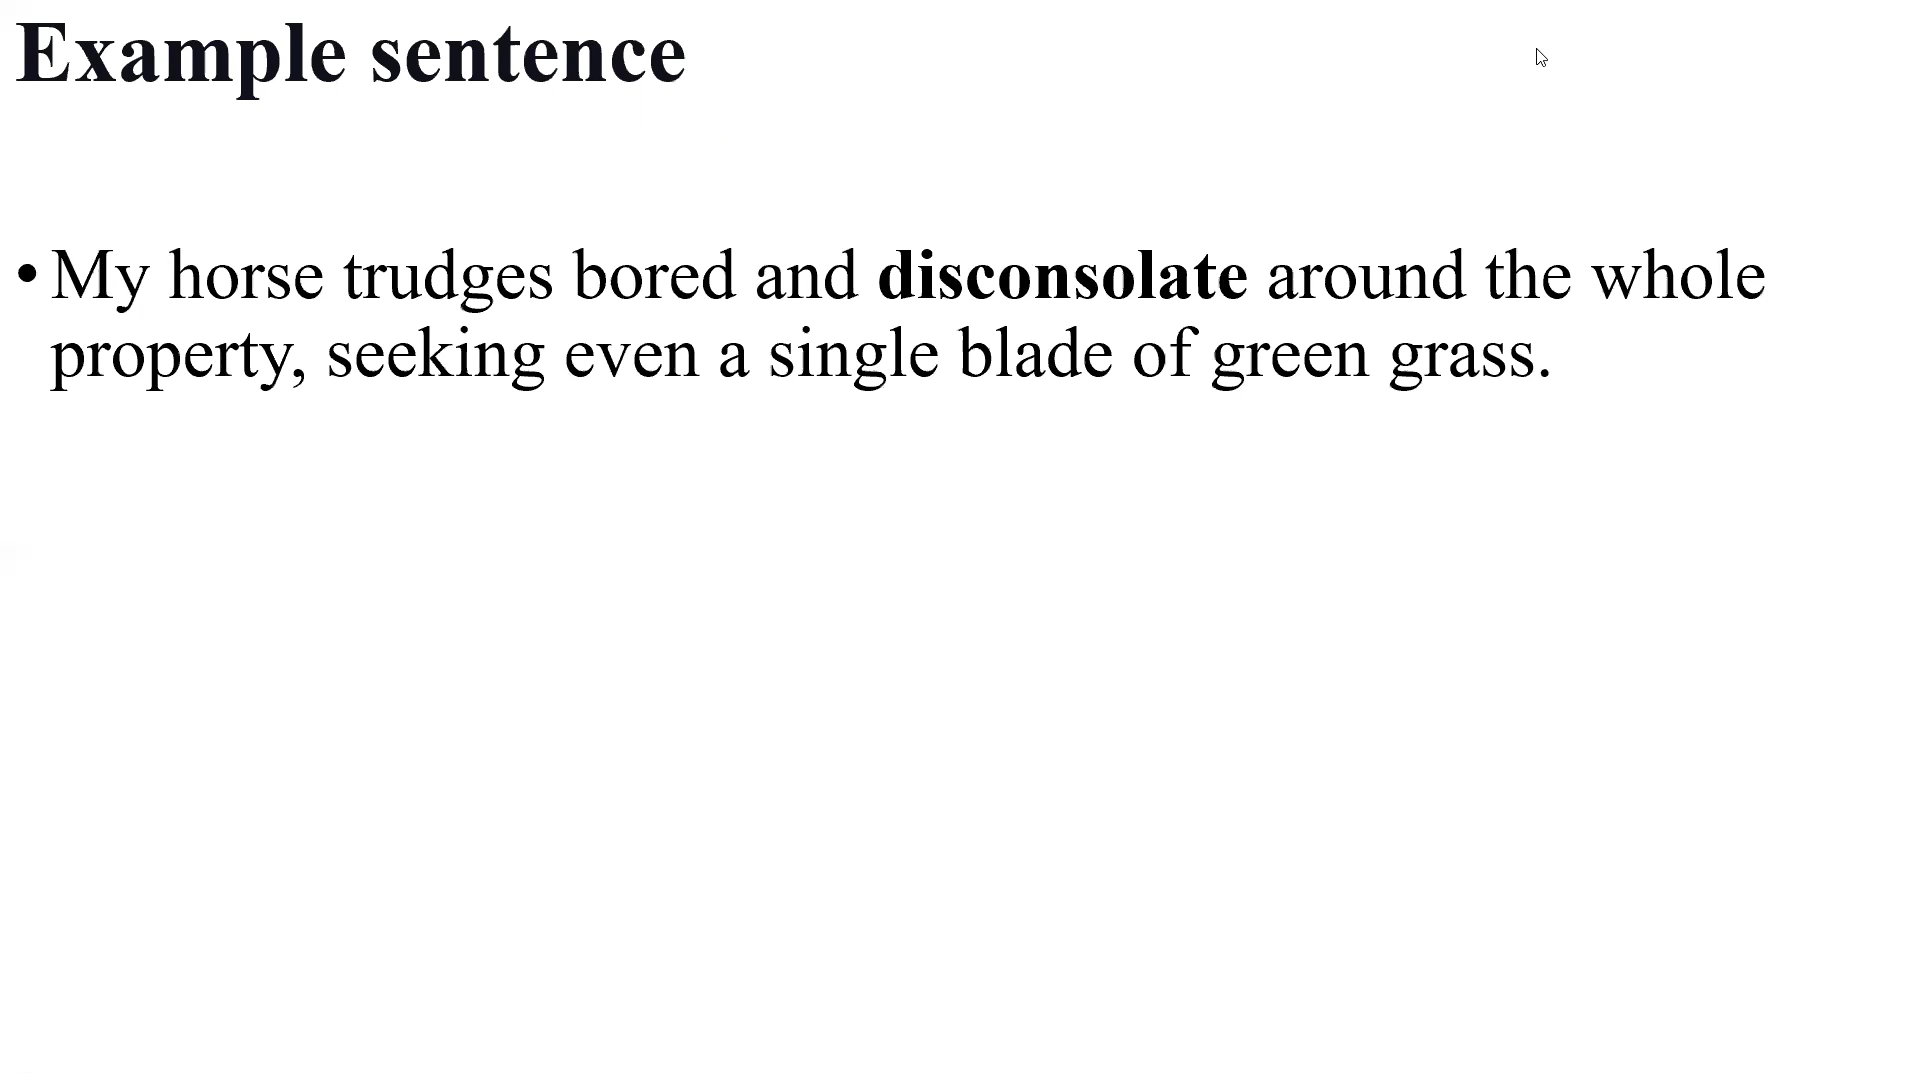 Example sentence
• My horse trudges bored and disconsolate around the whole
property, seeking even a single blade of green grass.